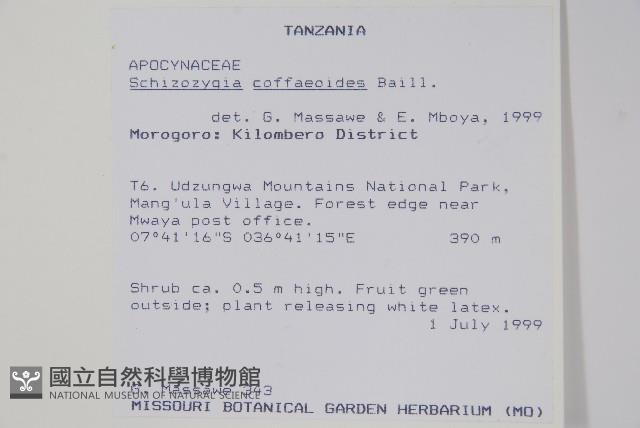 TANZANIA
APOCYNACEAE
Schizozygia coffaeoides Baill.
det. G. Massawe & E. Mboya, 1999
Morogoro: Kilombero District
T6. Udzungwa Mountains National Park,
Mang'ula Village. Forest edge near
Mwaya post office.
07°41'16"S 036°41'15"E 390 m
Shrub ca. 0.5 m high. Fruit green
outside; plant releasing white latex.
1 July 1999
國立自然科學博物館
G. Massawe 343
NATIONAL MUSEUM OF NATURAL SCIENCE
MISSOURI BOTANICAL GARDEN HERBARIUM (MO)